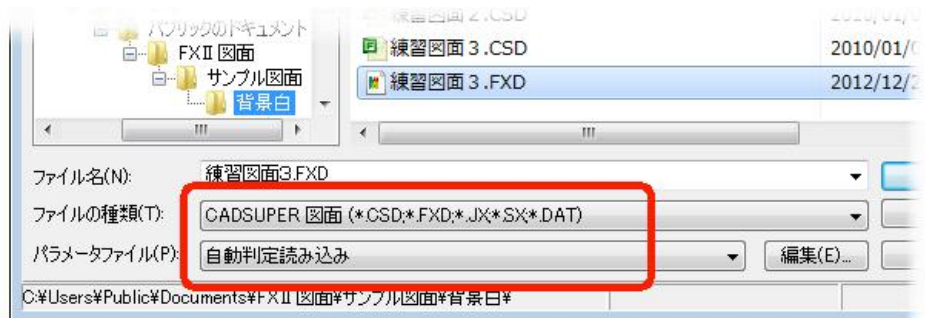 パブリックのドキュメント
FXⅡ 図面
サンプル図面
背景白
練習図面２.CSD
練習図面３.CSD
2010/01/0
練習図面３.FXD
2012/12/2
ファイル名(N):
練習図面3.FXD
ファイルの種類(T):
CADSUPER 図面 (*.CSD;*.FXD;*.JX;*SX;*.DAT)
パラメータファイル(P):
自動判定読み込み
編集(E)...
C:¥Users¥Public¥Documents¥FXⅡ図面¥サンプル図面¥背景白¥